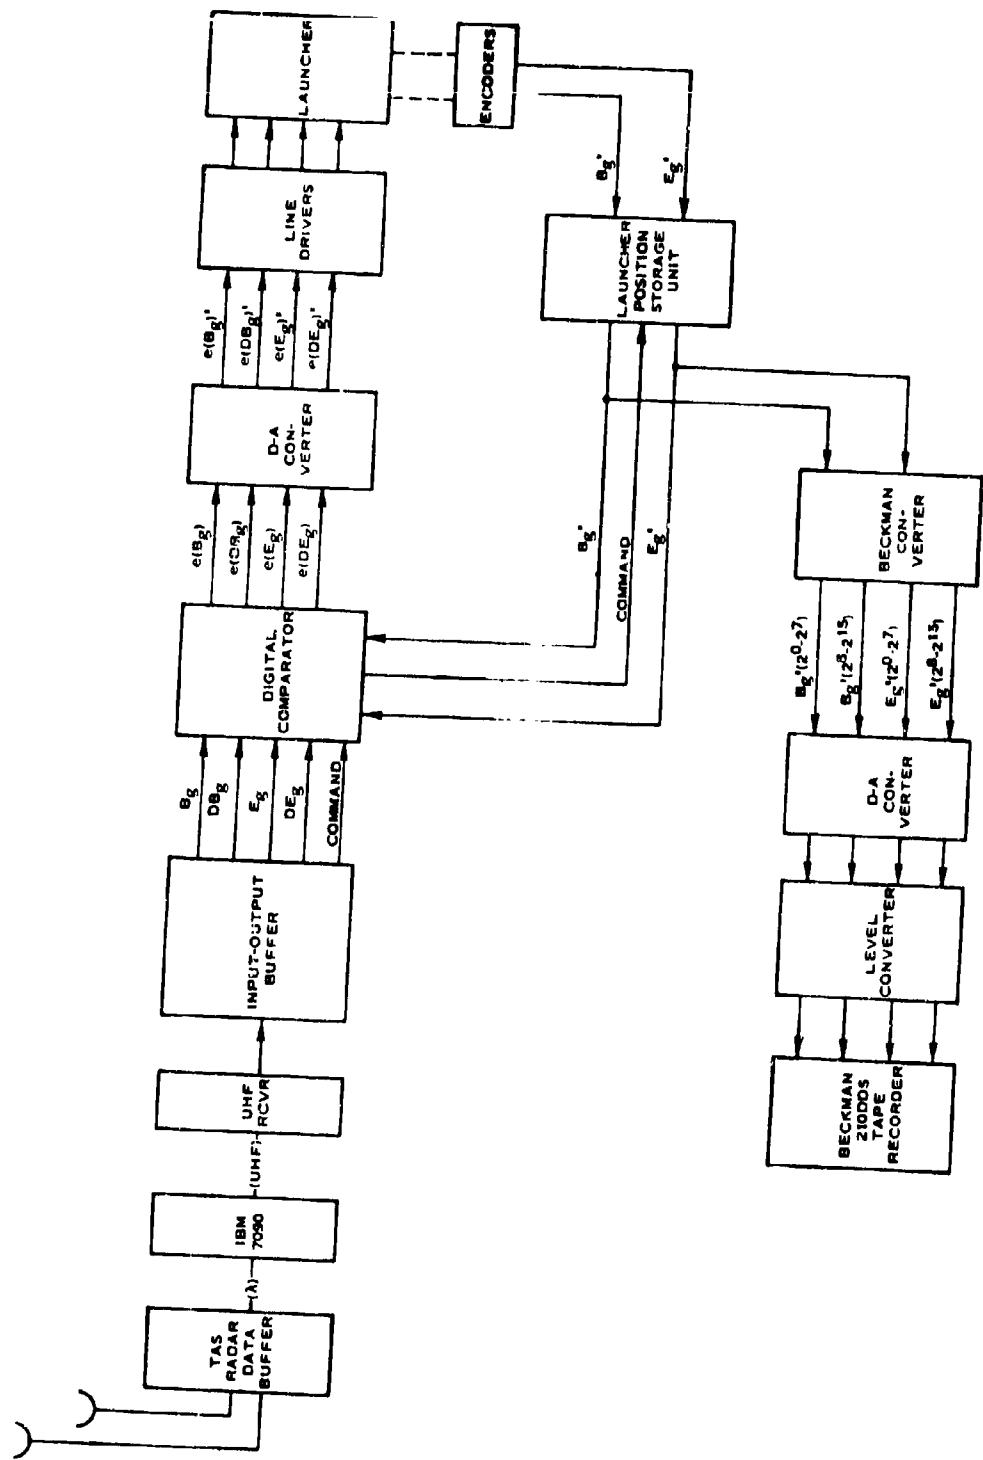 TAS
RADAR
DATA
BUFFER
(λ)
IBM
7090
(UHF)
UHF
RCVR
INPUT-OUTPUT
BUFFER
Bg
DBg
Eg
DEg
COMMAND
DIGITAL
COMPARATOR
e(Bg)
e(DBg)
e(Eg)
e(DEg)
D-A
CON-
VERTER
e(Bg)'
e(DBg)'
e(Eg)'
e(DEg)'
LINE
DRIVERS
LAUNCHER
ENCODERS
Bg'
Eg'
LAUNCHER
POSITION
STORAGE
UNIT
Bg'
COMMAND
Eg'
BECKMAN
CON-
VERTER
Bg'(2⁰-2⁷)
Bg'(2⁸-2¹⁵)
Eg'(2⁰-2⁷)
Eg'(2⁸-2¹⁵)
D-A
CON-
VERTER
LEVEL
CONVERTER
BECKMAN
210DDS
TAPE
RECORDER